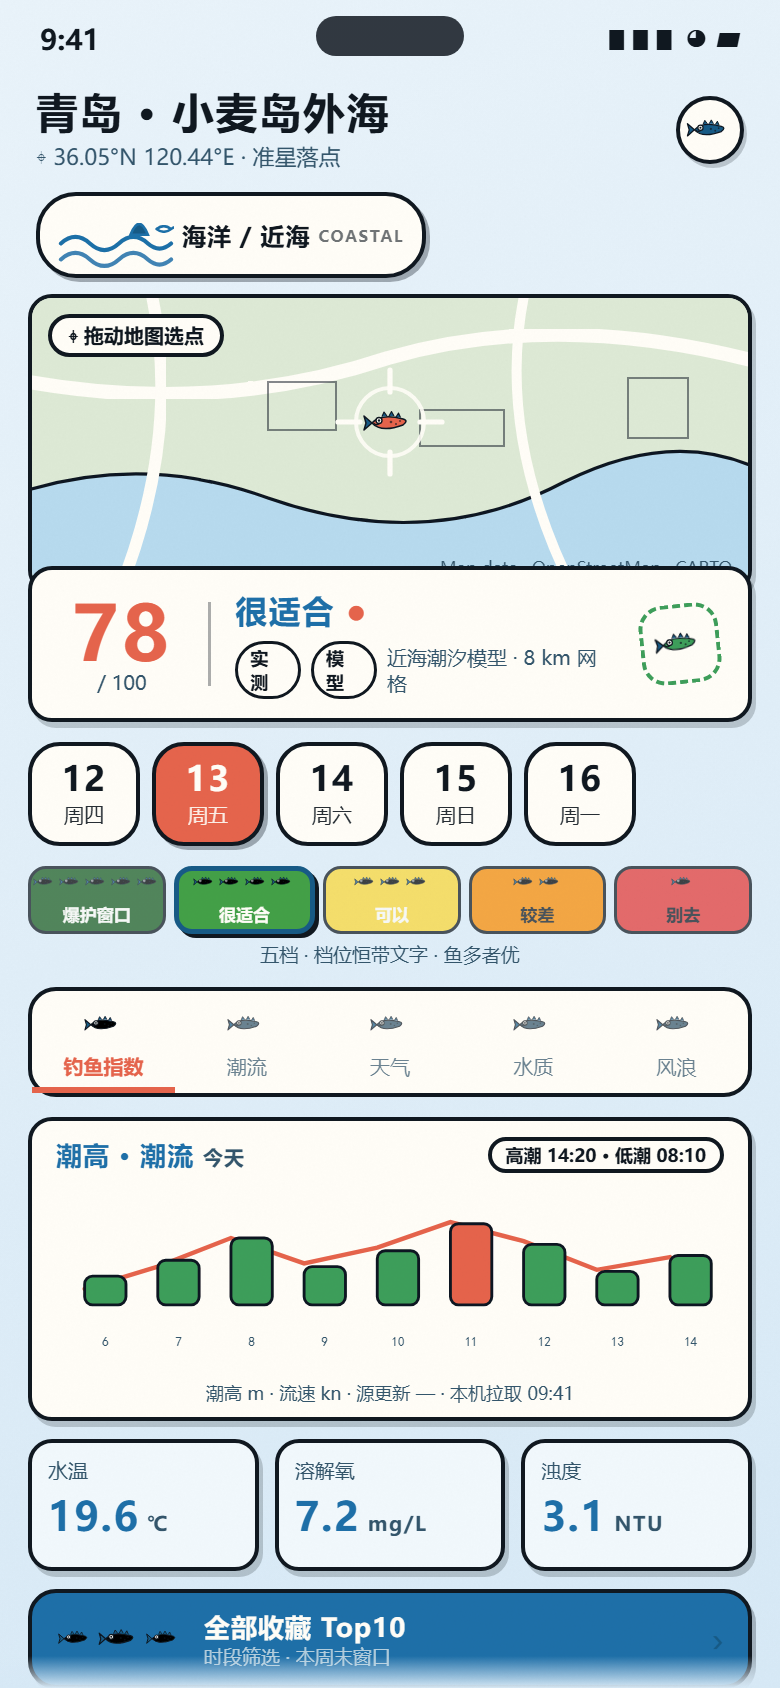 9:41
青岛 · 小麦岛外海
⌖ 36.05°N 120.44°E · 准星落点
海洋 / 近海 COASTAL
⌖ 拖动地图选点
78
/ 100
很适合
实测
模型
近海潮汐模型 · 8 km 网格
12
周四
13
周五
14
周六
15
周日
16
周一
爆护窗口
很适合
可以
较差
别去
五档 · 档位恒带文字 · 鱼多者优
钓鱼指数
潮流
天气
水质
风浪
潮高 · 潮流 今天
高潮 14:20 · 低潮 08:10
6 7 8 9 10 11 12 13 14
潮高 m · 流速 kn · 源更新 — · 本机拉取 09:41
水温
19.6 ℃
溶解氧
7.2 mg/L
浊度
3.1 NTU
全部收藏 Top10
时段筛选 · 本周末窗口